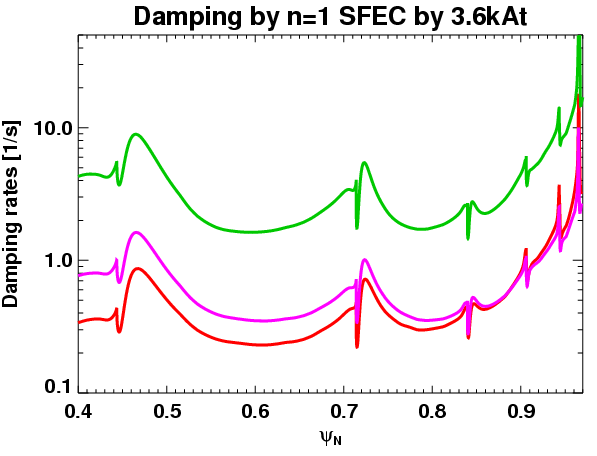 Damping by n=1 SFEC by 3.6kAt
Damping rates [1/s]
10.0
1.0
0.1
0.4 0.5 0.6 0.7 0.8 0.9
ψN